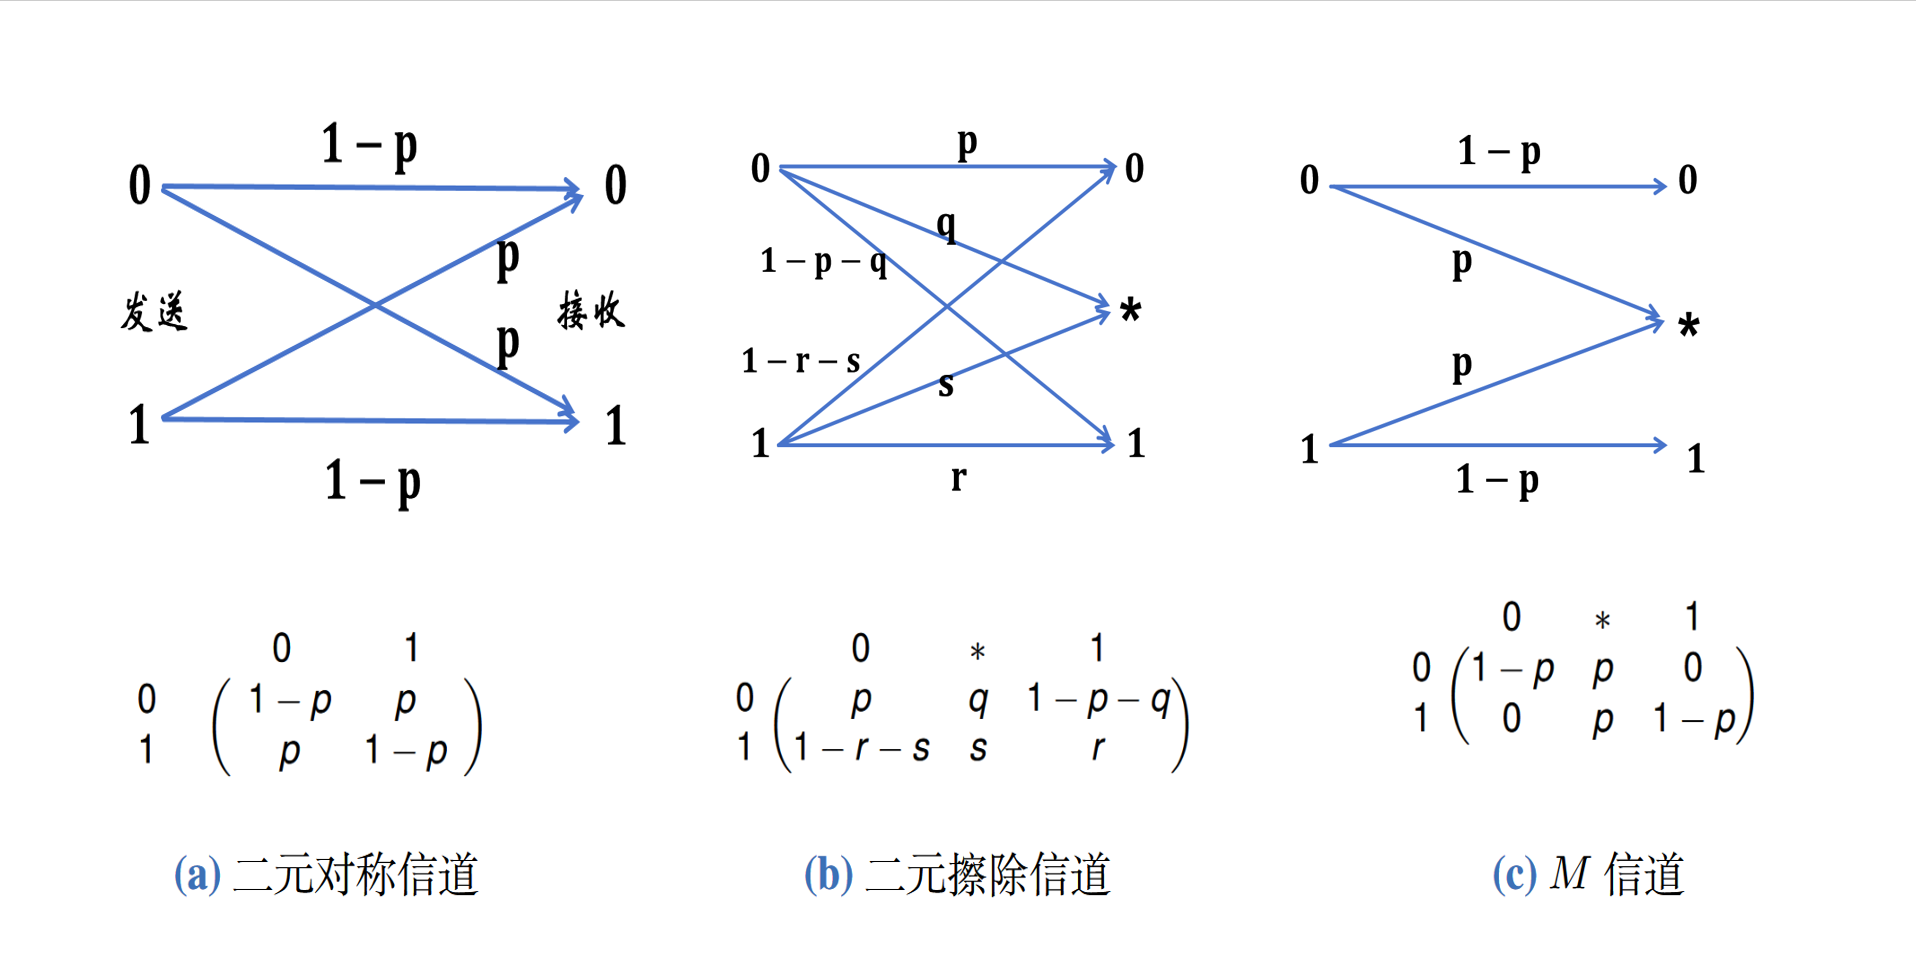 1 − p
0 0
p
发送 接收
p
1 1
1 − p
0 1
0 ( 1 − p p )
1 ( p 1 − p )
(a) 二元对称信道
p
0 0
q
1 − p − q
*
1 − r − s
s
1 1
r
0 * 1
0 ( p q 1 − p − q )
1 ( 1 − r − s s r )
(b) 二元擦除信道
1 − p
0 0
p
*
p
1 1
1 − p
0 * 1
0 ( 1 − p p 0 )
1 ( 0 p 1 − p )
(c) M 信道